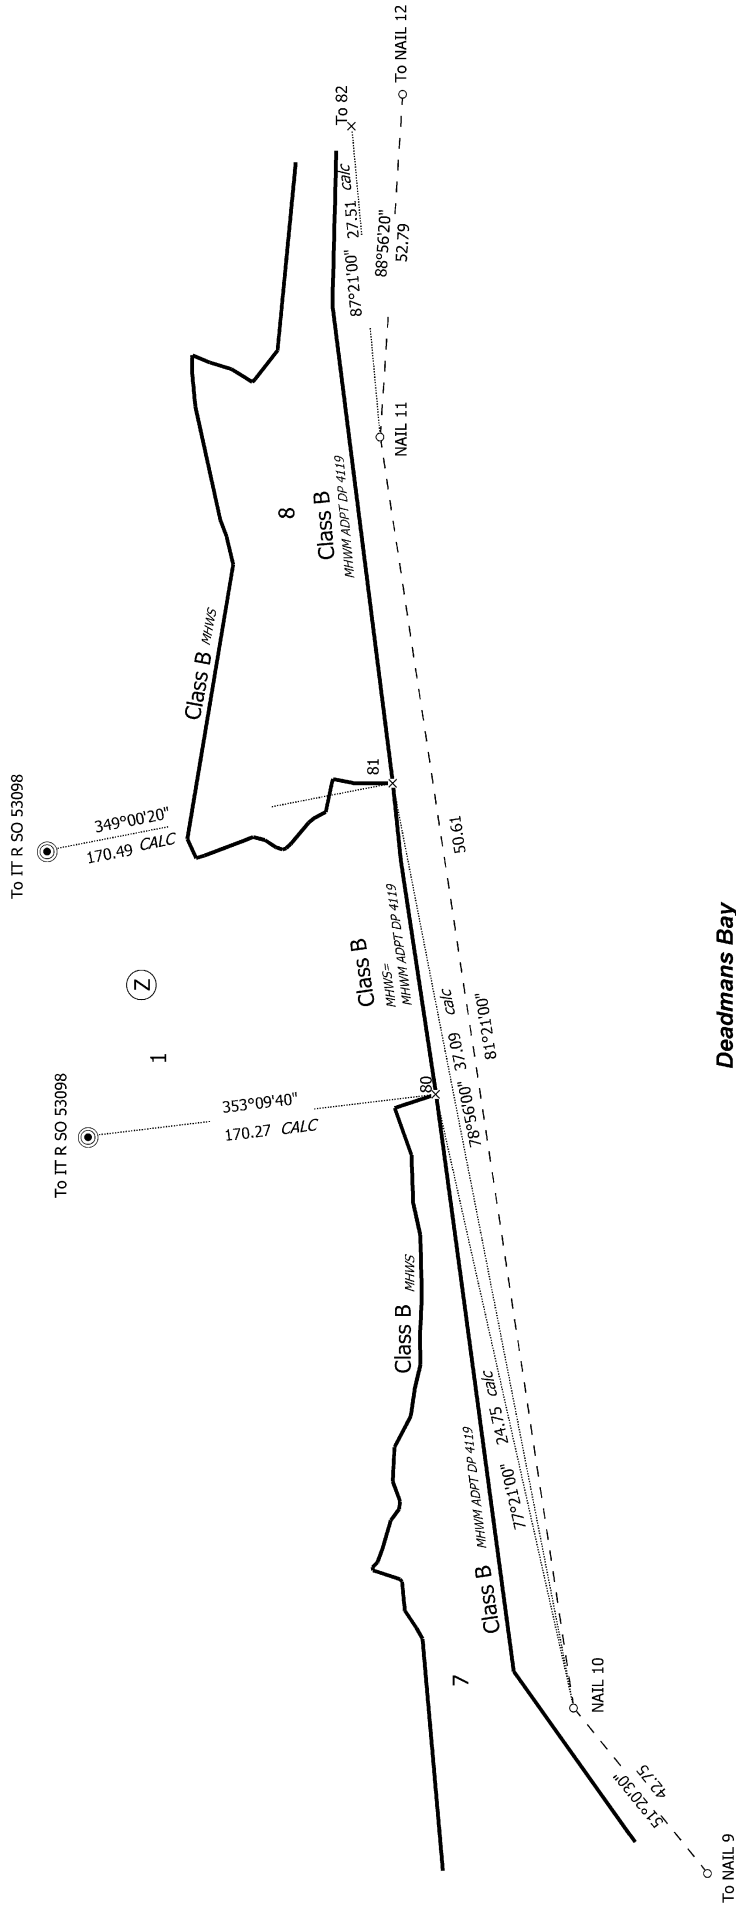 To NAIL 12
To 82
87°21'00" 27.51 calc
88°56'20"
52.79
NAIL 11
8
Class B
MHWM ADPT DP 4119
Class B MHWS
To IT R SO 53098
349°00'20"
170.49 CALC
81
50.61
Class B
MHWS=
MHWM ADPT DP 4119
Z
1
Deadmans Bay
78°56'00" 37.09 calc
81°21'00"
To IT R SO 53098
353°09'40"
170.27 CALC
80
Class B MHWS
77°21'00" 24.75 calc
Class B MHWM ADPT DP 4119
7
NAIL 10
51°20'30"
42.75
To NAIL 9